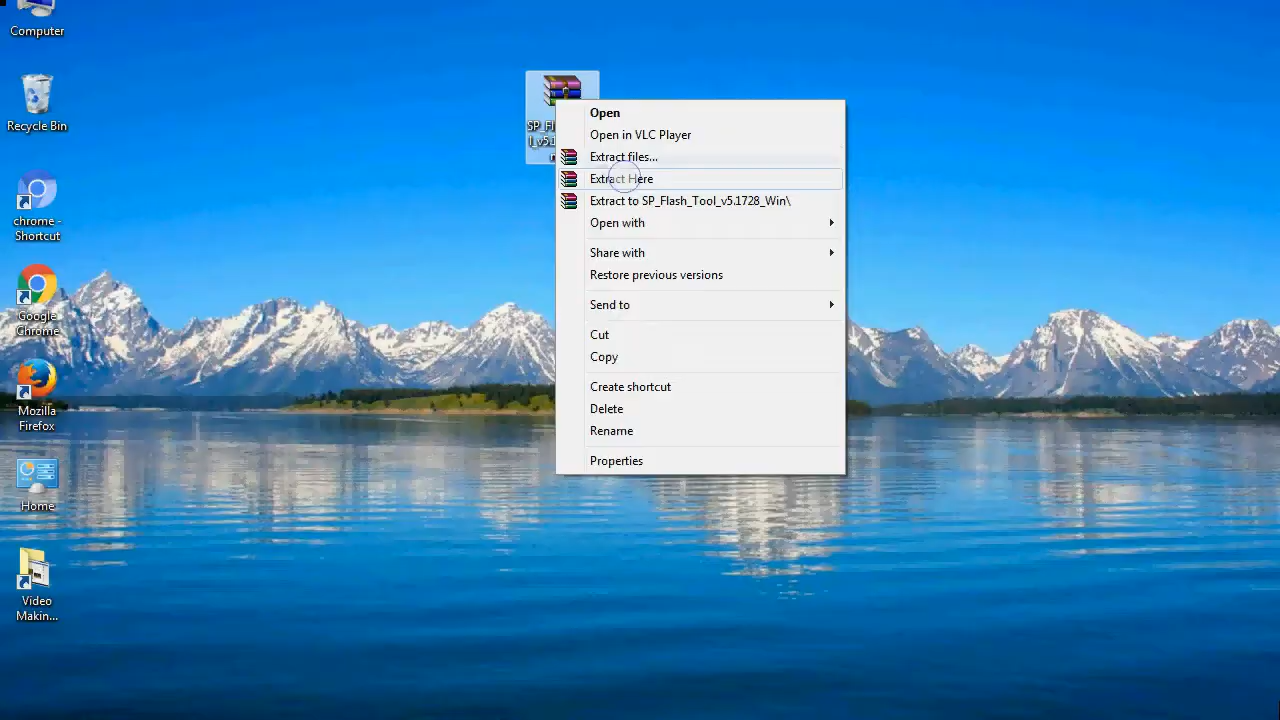 Computer
Recycle Bin
chrome -
Shortcut
Google
Chrome
Mozilla
Firefox
Home
Video
Makin...
Open
Open in VLC Player
Extract files...
Extract Here
Extract to SP_Flash_Tool_v5.1728_Win\
Open with
Share with
Restore previous versions
Send to
Cut
Copy
Create shortcut
Delete
Rename
Properties